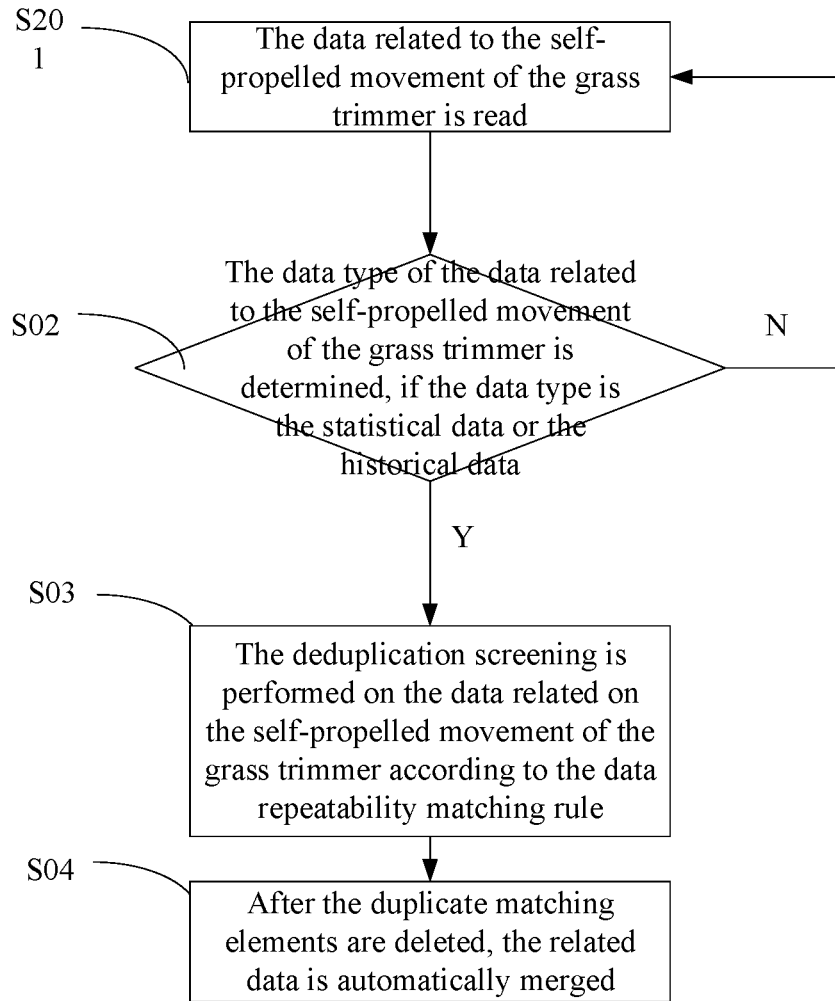 S20
1
The data related to the self-
propelled movement of the grass
trimmer is read
The data type of the data related
to the self-propelled movement
of the grass trimmer is
determined, if the data type is
the statistical data or the
historical data
S02
N
Y
S03
The deduplication screening is
performed on the data related on
the self-propelled movement of the
grass trimmer according to the data
repeatability matching rule
S04
After the duplicate matching
elements are deleted, the related
data is automatically merged